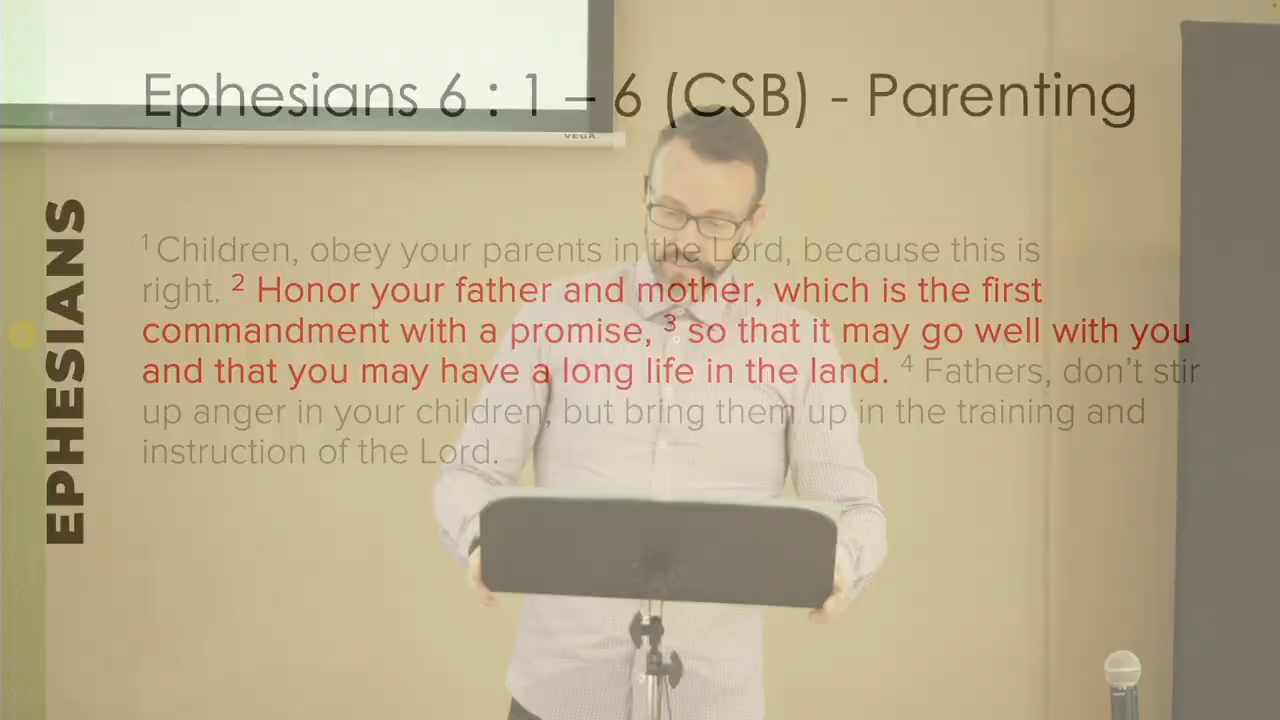 Ephesians 6 : 1 – 6 (CSB) - Parenting
VEGA
EPHESIANS
1 Children, obey your parents in the Lord, because this is
right. 2 Honor your father and mother, which is the first
commandment with a promise, 3 so that it may go well with you
and that you may have a long life in the land. 4 Fathers, don’t stir
up anger in your children, but bring them up in the training and
instruction of the Lord.